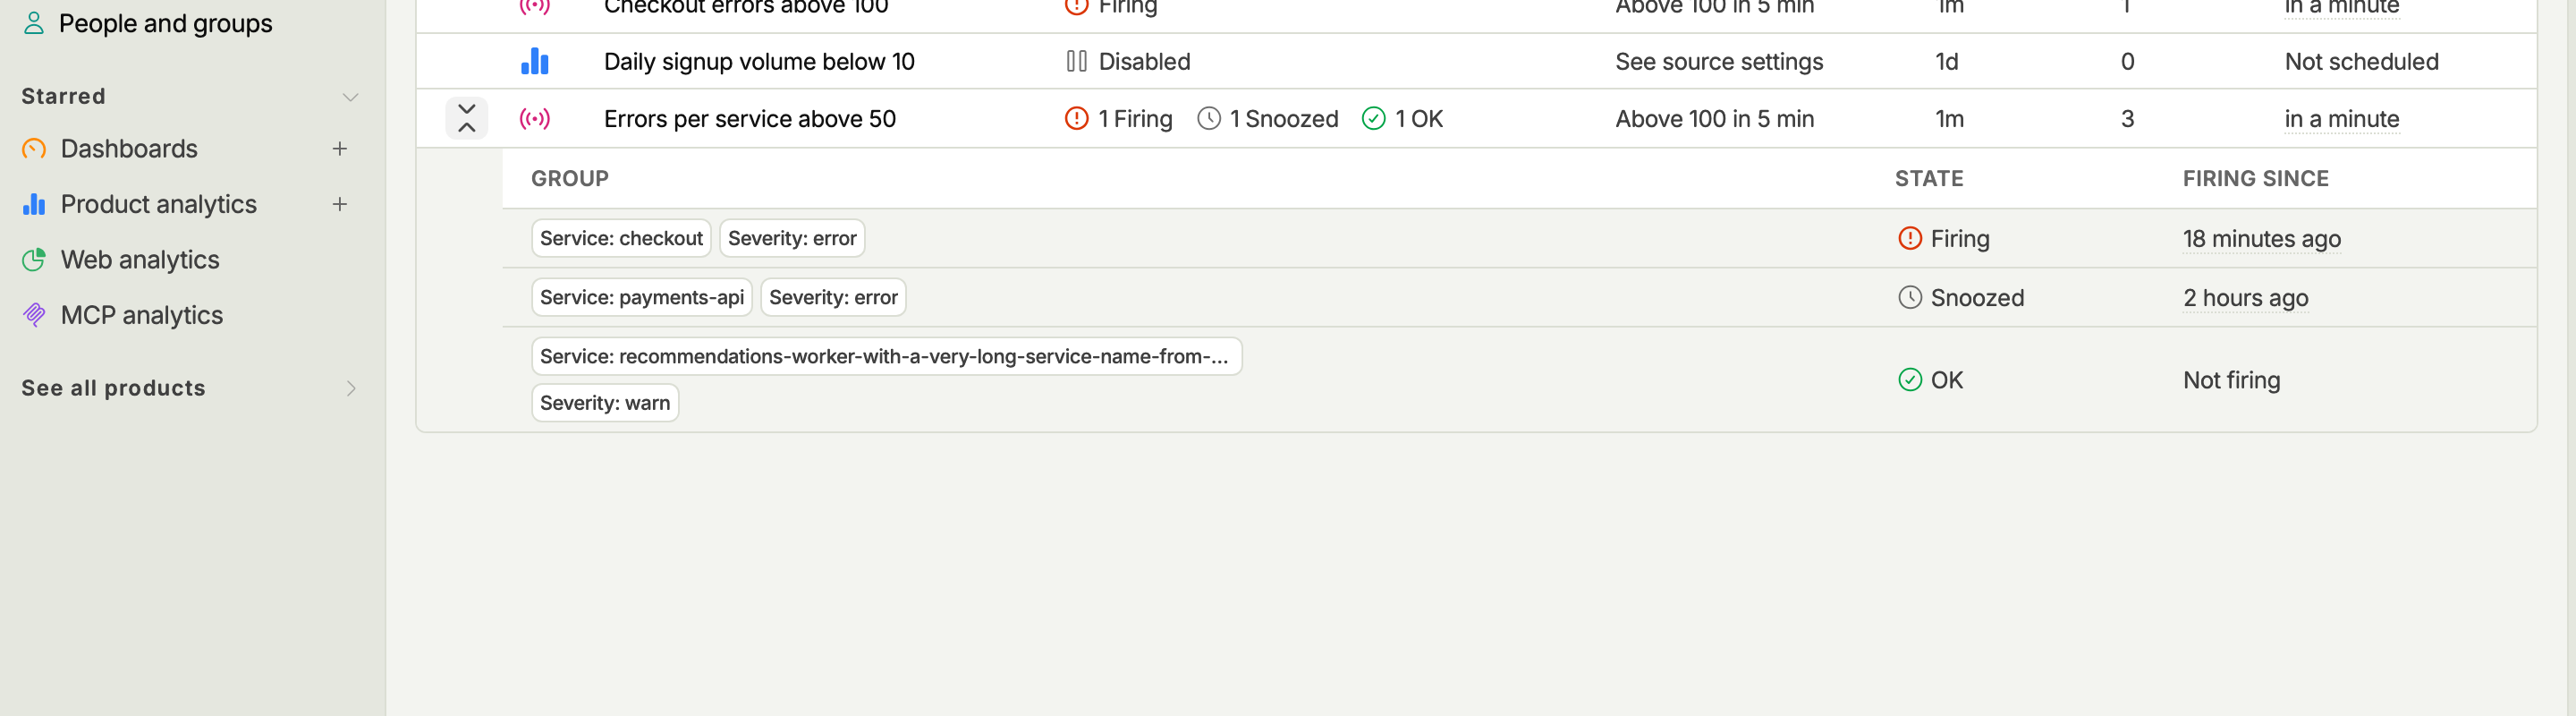 People and groups
Starred
Dashboards
Product analytics
Web analytics
MCP analytics
See all products
Checkout errors above 100 Firing Above 100 in 5 min 1m 1 in a minute
Daily signup volume below 10 Disabled See source settings 1d 0 Not scheduled
Errors per service above 50 1 Firing 1 Snoozed 1 OK Above 100 in 5 min 1m 3 in a minute
GROUP STATE FIRING SINCE
Service: checkout Severity: error Firing 18 minutes ago
Service: payments-api Severity: error Snoozed 2 hours ago
Service: recommendations-worker-with-a-very-long-service-name-from-...
Severity: warn OK Not firing